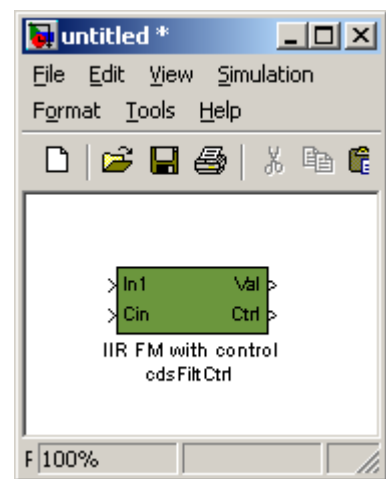 untitled *
File Edit View Simulation
Format Tools Help
In1 Val
Cin Ctrl
IIR FM with control
cdsFiltCtrl
F 100%